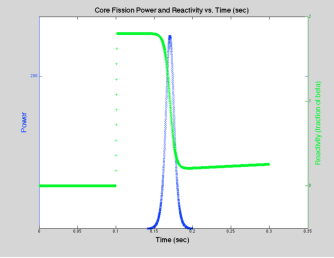 Core Fission Power and Reactivity vs. Time (sec)
Power
200
Reactivity (fraction of beta)
0
0.05
0.1
0.15
0.2
0.25
0.3
0.35
Time (sec)